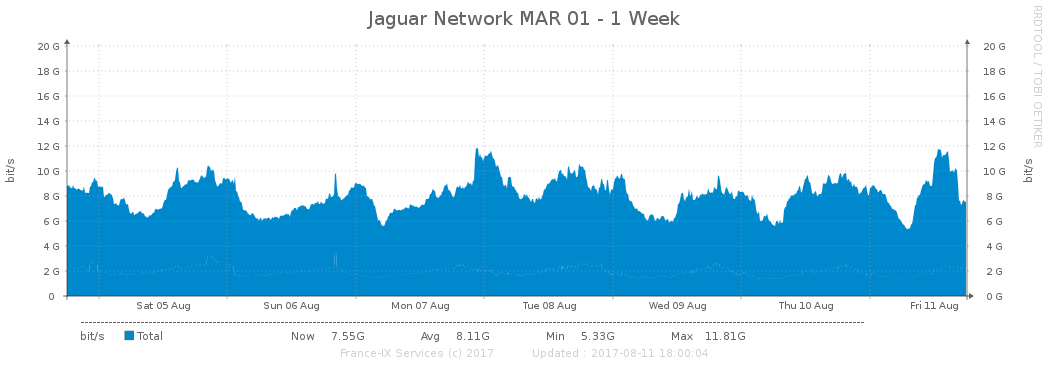 Jaguar Network MAR 01 - 1 Week
RRDTOOL / TOBI OETIKER
bit/s
bit/s
20 G 20 G
18 G 18 G
16 G 16 G
14 G 14 G
12 G 12 G
10 G 10 G
8 G 8 G
6 G 6 G
4 G 4 G
2 G 2 G
0 0 G
Sat 05 Aug Sun 06 Aug Mon 07 Aug Tue 08 Aug Wed 09 Aug Thu 10 Aug Fri 11 Aug
bit/s Total Now 7.55G Avg 8.11G Min 5.33G Max 11.81G
France-IX Services (c) 2017 Updated : 2017-08-11 18:00:04